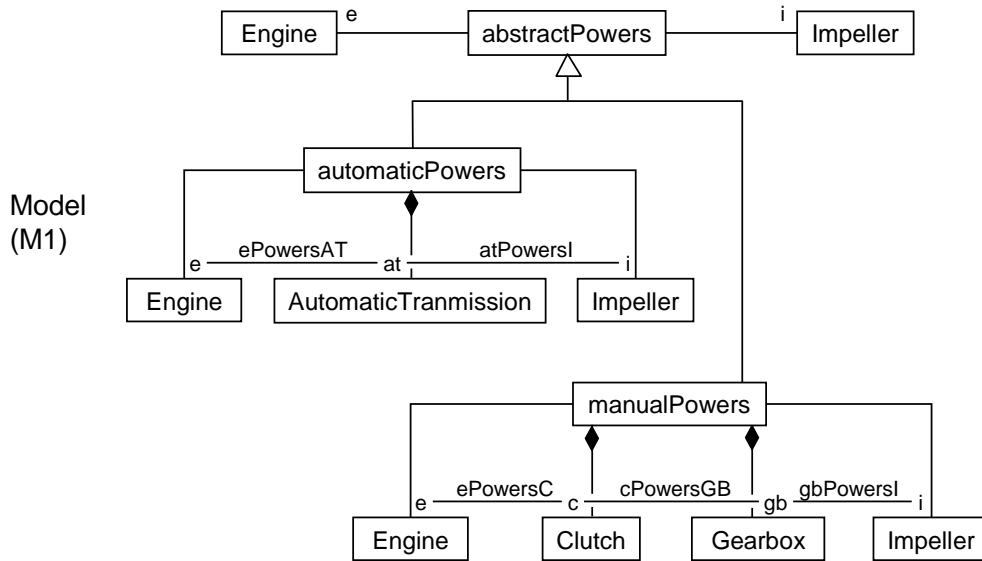 e
i
Engine
abstractPowers
Impeller
automaticPowers
Model
(M1)
ePowersAT
atPowersI
e
at
i
Engine
AutomaticTranmission
Impeller
manualPowers
ePowersC
cPowersGB
gbPowersI
e
c
gb
i
Engine
Clutch
Gearbox
Impeller